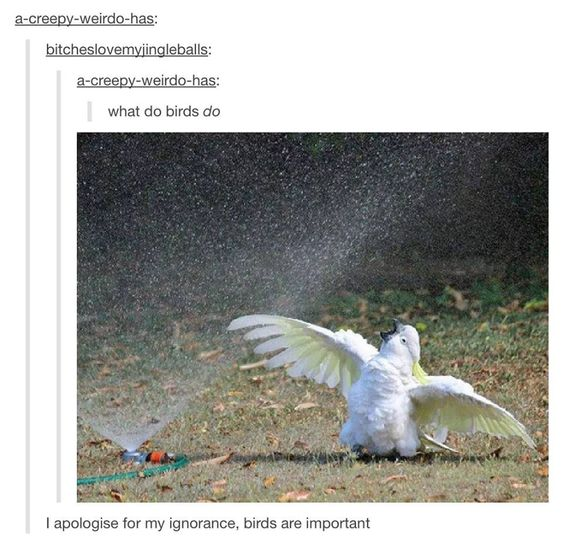 a-creepy-weirdo-has:
bitcheslovemyjingleballs:
a-creepy-weirdo-has:
what do birds do
I apologise for my ignorance, birds are important